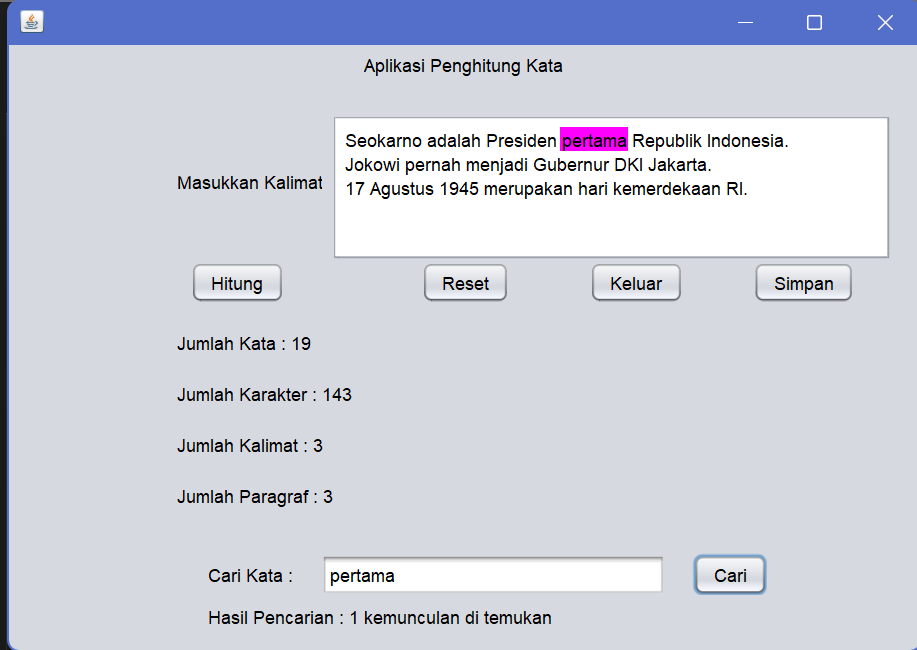 Aplikasi Penghitung Kata
Masukkan Kalimat
Seokarno adalah Presiden pertama Republik Indonesia.
Jokowi pernah menjadi Gubernur DKI Jakarta.
17 Agustus 1945 merupakan hari kemerdekaan RI.
Hitung Reset Keluar Simpan
Jumlah Kata : 19
Jumlah Karakter : 143
Jumlah Kalimat : 3
Jumlah Paragraf : 3
Cari Kata : pertama Cari
Hasil Pencarian : 1 kemunculan di temukan